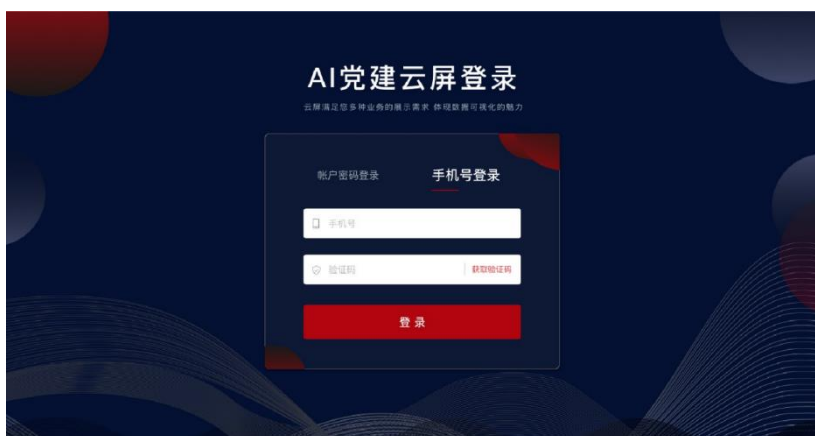 AI党建云屏登录
云屏满足您多种业务的展示需求 体现数据可视化的魅力
帐户密码登录 手机号登录
手机号
验证码 获取验证码
登录